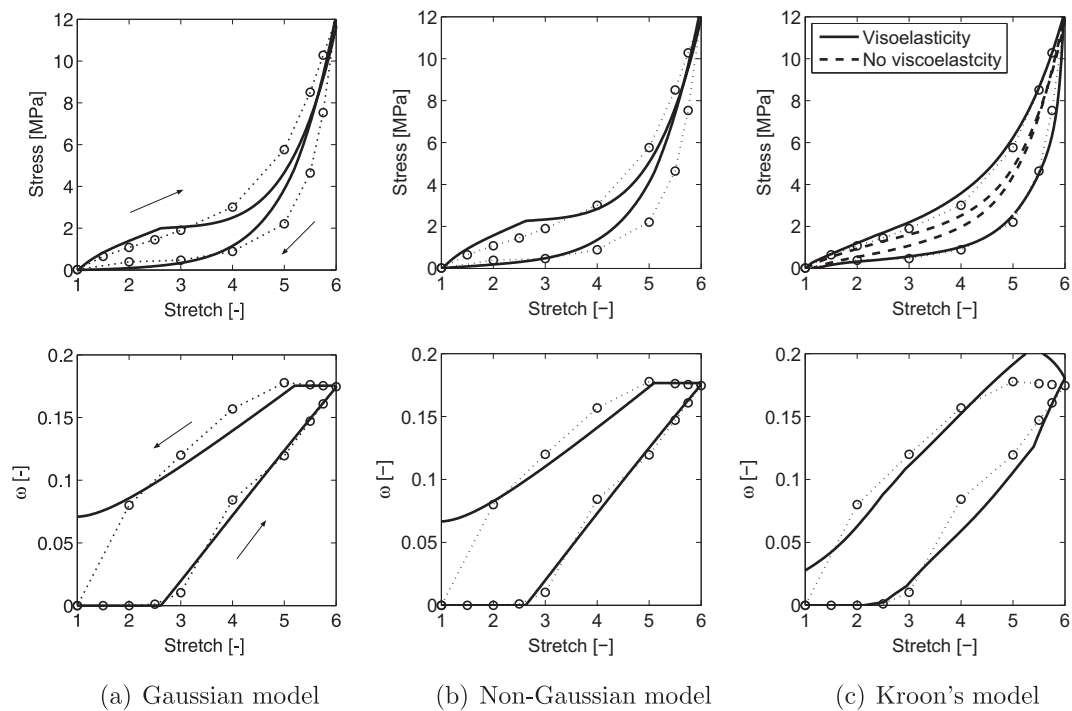 12
10
8
6
4
2
0
Stress [MPa]
1 2 3 4 5 6
Stretch [-]
12
10
8
6
4
2
0
Stress [MPa]
1 2 3 4 5 6
Stretch [−]
12
10
8
6
4
2
0
Stress [MPa]
Visoelasticity
No viscoelastcity
1 2 3 4 5 6
Stretch [−]
0.2
0.15
0.1
0.05
0
ω [-]
1 2 3 4 5 6
Stretch [-]
0.2
0.15
0.1
0.05
0
ω [−]
1 2 3 4 5 6
Stretch [−]
0.2
0.15
0.1
0.05
0
ω [−]
1 2 3 4 5 6
Stretch [−]
(a) Gaussian model
(b) Non-Gaussian model
(c) Kroon's model